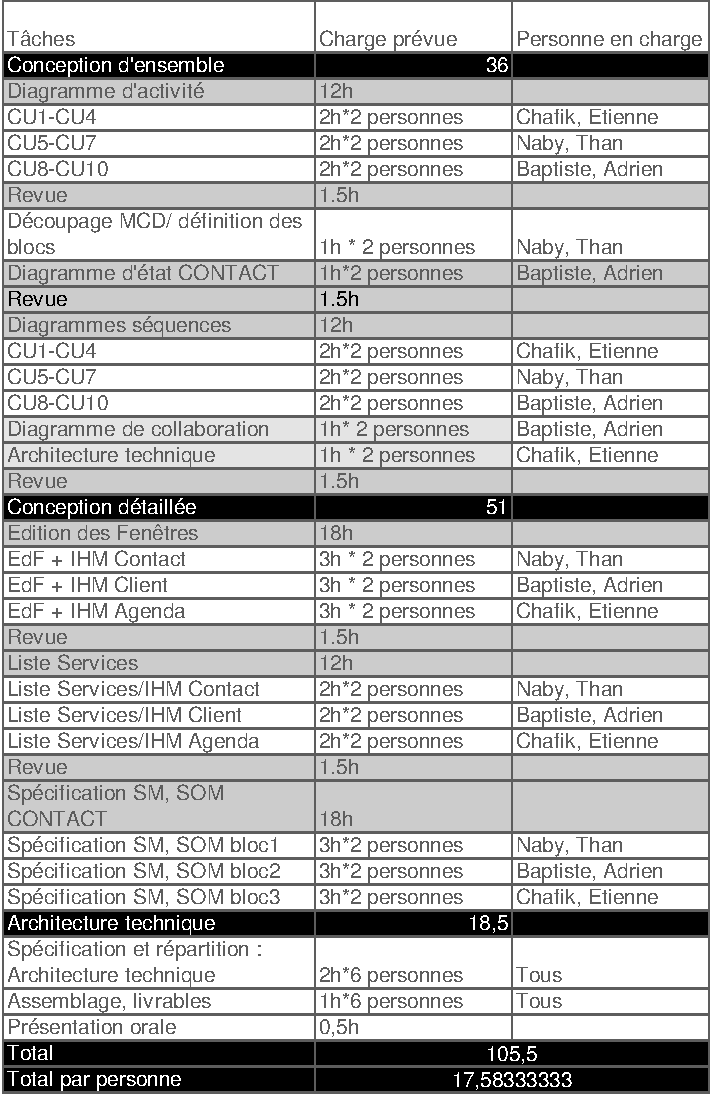 Tâches Charge prévue Personne en charge
Conception d'ensemble 36
Diagramme d'activité 12h
CU1-CU4 2h*2 personnes Chafik, Etienne
CU5-CU7 2h*2 personnes Naby, Than
CU8-CU10 2h*2 personnes Baptiste, Adrien
Revue 1.5h
Découpage MCD/ définition des
blocs 1h * 2 personnes Naby, Than
Diagramme d'état CONTACT 1h*2 personnes Baptiste, Adrien
Revue 1.5h
Diagrammes séquences 12h
CU1-CU4 2h*2 personnes Chafik, Etienne
CU5-CU7 2h*2 personnes Naby, Than
CU8-CU10 2h*2 personnes Baptiste, Adrien
Diagramme de collaboration 1h* 2 personnes Baptiste, Adrien
Architecture technique 1h * 2 personnes Chafik, Etienne
Revue 1.5h
Conception détaillée 51
Edition des Fenêtres 18h
EdF + IHM Contact 3h * 2 personnes Naby, Than
EdF + IHM Client 3h * 2 personnes Baptiste, Adrien
EdF + IHM Agenda 3h * 2 personnes Chafik, Etienne
Revue 1.5h
Liste Services 12h
Liste Services/IHM Contact 2h*2 personnes Naby, Than
Liste Services/IHM Client 2h*2 personnes Baptiste, Adrien
Liste Services/IHM Agenda 2h*2 personnes Chafik, Etienne
Revue 1.5h
Spécification SM, SOM
CONTACT 18h
Spécification SM, SOM bloc1 3h*2 personnes Naby, Than
Spécification SM, SOM bloc2 3h*2 personnes Baptiste, Adrien
Spécification SM, SOM bloc3 3h*2 personnes Chafik, Etienne
Architecture technique 18,5
Spécification et répartition :
Architecture technique 2h*6 personnes Tous
Assemblage, livrables 1h*6 personnes Tous
Présentation orale 0,5h
Total 105,5
Total par personne 17,58333333